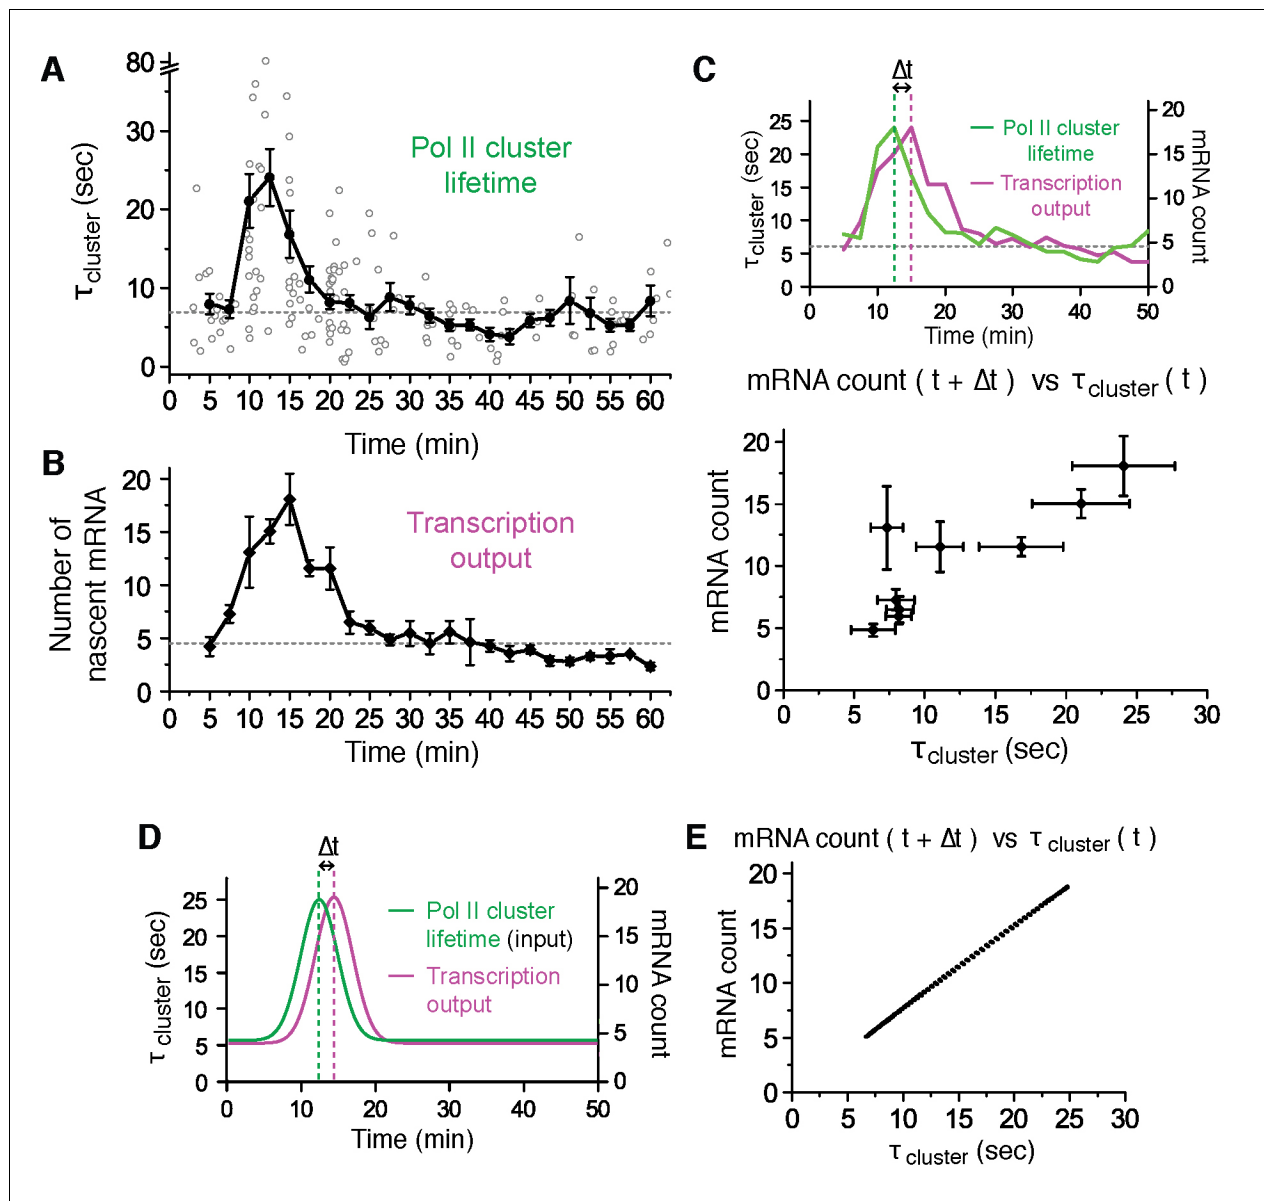 A
80
30
20
10
0
τcluster (sec)
Pol II cluster
lifetime
0 5 10 15 20 25 30 35 40 45 50 55 60
Time (min)
B
20
15
10
5
0
Number of
nascent mRNA
Transcription
output
0 5 10 15 20 25 30 35 40 45 50 55 60
Time (min)
C
Δt
25
20
15
10
5
0
τcluster (sec)
Pol II cluster
lifetime
Transcription
output
20
15
10
5
0
mRNA count
0 10 20 30 40 50
Time (min)
mRNA count ( t + Δt ) vs τcluster ( t )
20
15
10
5
0
mRNA count
0 5 10 15 20 25 30
τcluster (sec)
D
Δt
25
20
15
10
5
0
τcluster (sec)
Pol II cluster
lifetime (input)
Transcription
output
20
15
10
5
0
mRNA count
0 10 20 30 40 50
Time (min)
E
mRNA count ( t + Δt ) vs τcluster ( t )
20
15
10
5
0
mRNA count
0 5 10 15 20 25 30
τcluster (sec)